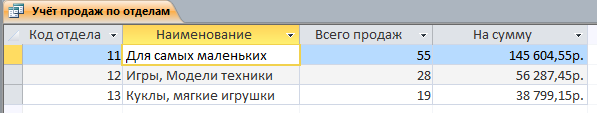 Учёт продаж по отделам
Код отдела Наименование Всего продаж На сумму
11 Для самых маленьких 55 145 604,55р.
12 Игры, Модели техники 28 56 287,45р.
13 Куклы, мягкие игрушки 19 38 799,15р.